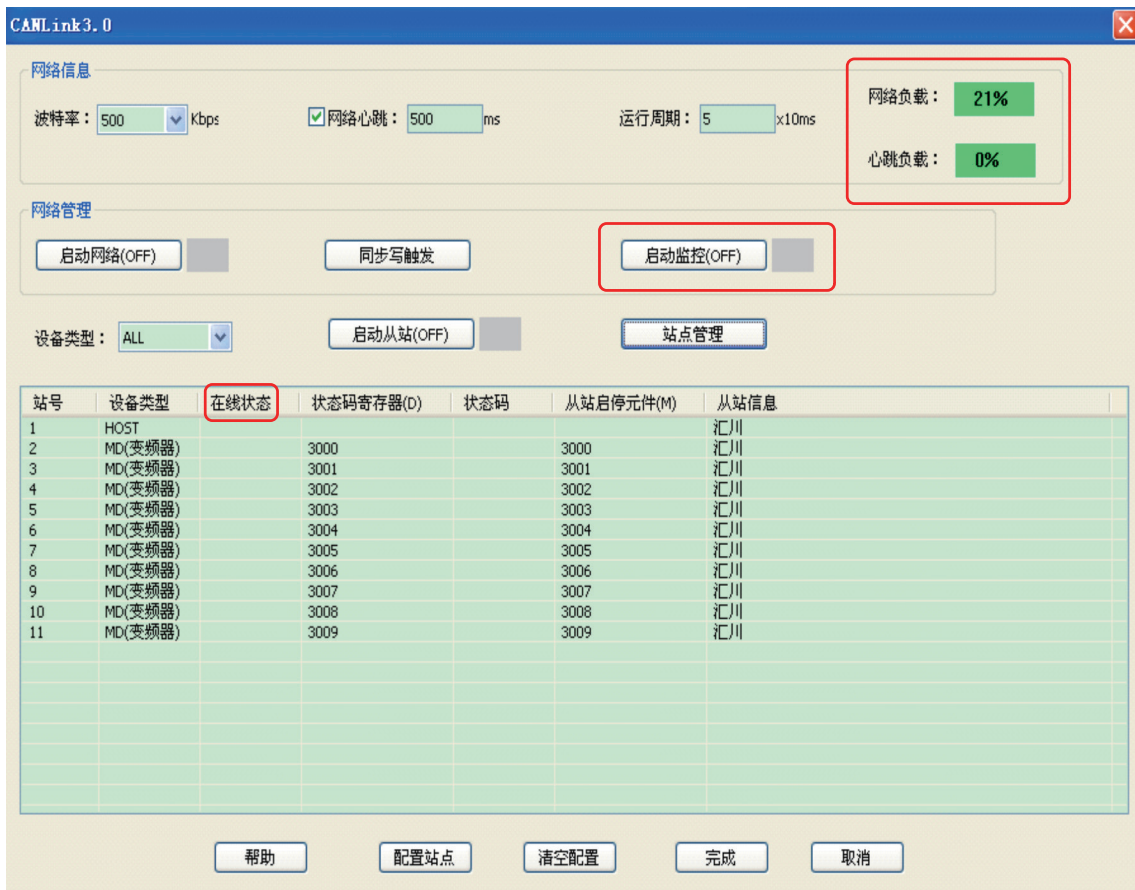 CANLink3.0
网络信息
波特率： 500 Kbps 网络心跳： 500 ms 运行周期： 5 x10ms
网络负载： 21%
心跳负载： 0%
网络管理
启动网络(OFF) 同步写触发 启动监控(OFF)
设备类型： ALL 启动从站(OFF) 站点管理
站号 设备类型 在线状态 状态码寄存器(D) 状态码 从站启停元件(M) 从站信息
1 HOST 汇川
2 MD(变频器) 3000 3000 汇川
3 MD(变频器) 3001 3001 汇川
4 MD(变频器) 3002 3002 汇川
5 MD(变频器) 3003 3003 汇川
6 MD(变频器) 3004 3004 汇川
7 MD(变频器) 3005 3005 汇川
8 MD(变频器) 3006 3006 汇川
9 MD(变频器) 3007 3007 汇川
10 MD(变频器) 3008 3008 汇川
11 MD(变频器) 3009 3009 汇川
帮助 配置站点 清空配置 完成 取消